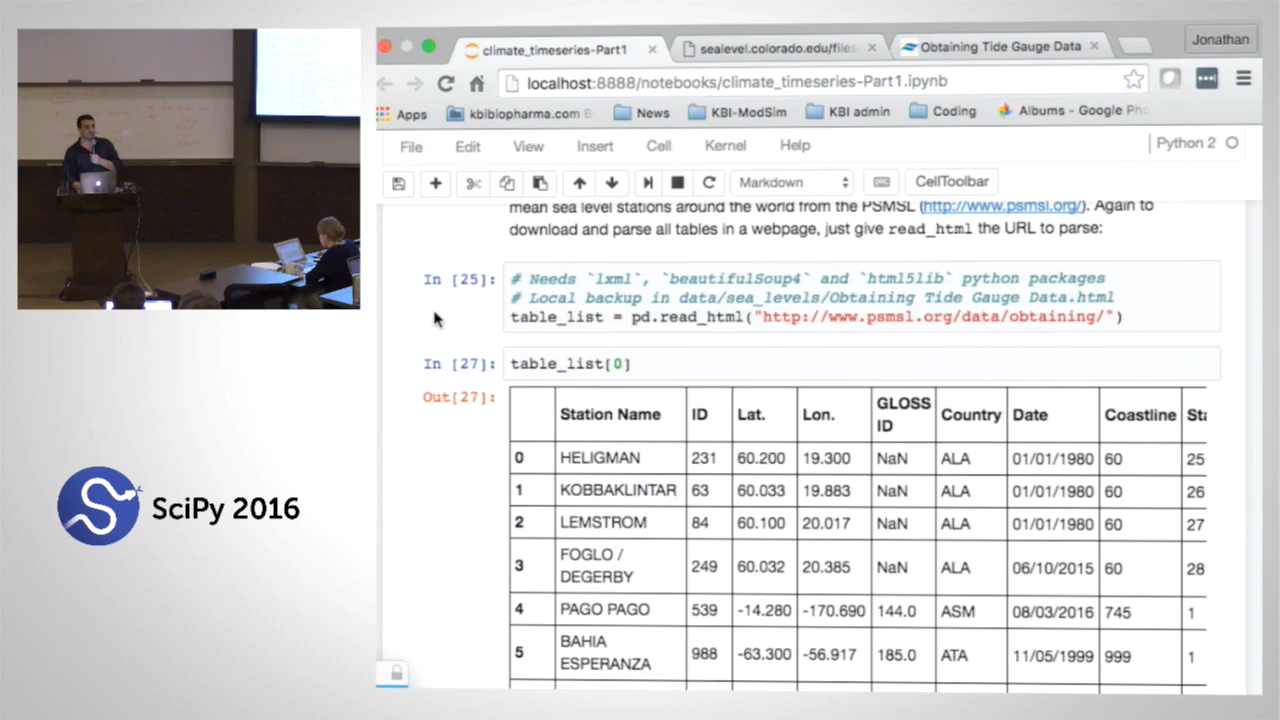 climate_timeseries-Part1
sealevel.colorado.edu/files
Obtaining Tide Gauge Data
Jonathan
localhost:8888/notebooks/climate_timeseries-Part1.ipynb
Apps
kbibiopharma.com
News
KBI-ModSim
KBI admin
Coding
Albums - Google Pho
File Edit View Insert Cell Kernel Help
Python 2
Markdown
CellToolbar
mean sea level stations around the world from the PSMSL (http://www.psmsl.org/). Again to
download and parse all tables in a webpage, just give read_html the URL to parse:
In [25]:
# Needs `lxml`, `beautifulSoup4` and `html5lib` python packages
# Local backup in data/sea_levels/Obtaining Tide Gauge Data.html
table_list = pd.read_html("http://www.psmsl.org/data/obtaining/")
In [27]: table_list[0]
Out[27]:
Station Name ID Lat. Lon. GLOSS ID Country Date Coastline Sta
0 HELIGMAN 231 60.200 19.300 NaN ALA 01/01/1980 60 25
1 KOBBAKLINTAR 63 60.033 19.883 NaN ALA 01/01/1980 60 26
2 LEMSTROM 84 60.100 20.017 NaN ALA 01/01/1980 60 27
3 FOGLO / DEGERBY 249 60.032 20.385 NaN ALA 06/10/2015 60 28
4 PAGO PAGO 539 -14.280 -170.690 144.0 ASM 08/03/2016 745 1
5 BAHIA ESPERANZA 988 -63.300 -56.917 185.0 ATA 11/05/1999 999 1
SciPy 2016